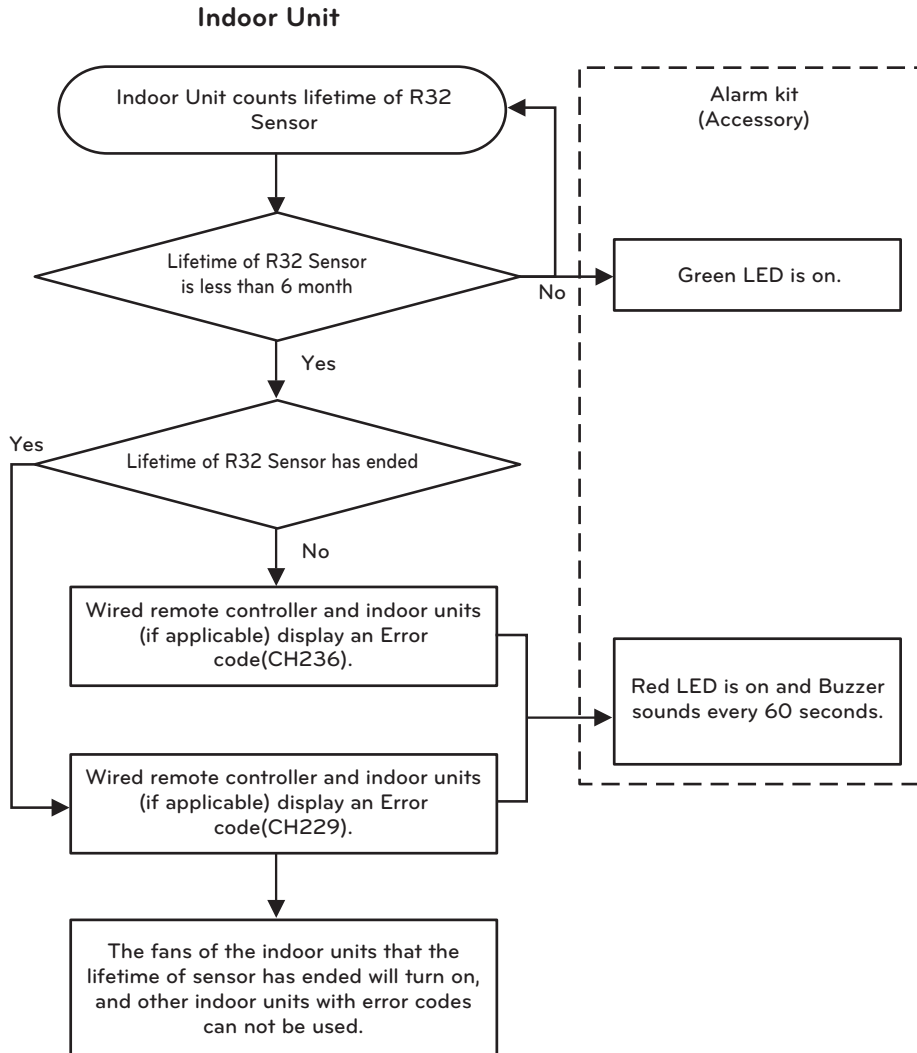 Indoor Unit
Indoor Unit counts lifetime of R32
Sensor
Alarm kit
(Accessory)
Lifetime of R32 Sensor
is less than 6 month
No
Green LED is on.
Yes
Yes
Lifetime of R32 Sensor has ended
No
Wired remote controller and indoor units
(if applicable) display an Error
code(CH236).
Red LED is on and Buzzer
sounds every 60 seconds.
Wired remote controller and indoor units
(if applicable) display an Error
code(CH229).
The fans of the indoor units that the
lifetime of sensor has ended will turn on,
and other indoor units with error codes
can not be used.